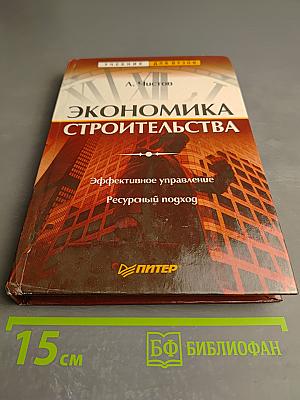 УЧЕБНИК ДЛЯ ВУЗОВ
Л. Чистов
ЭКОНОМИКА
СТРОИТЕЛЬСТВА
Эффективное управление
Ресурсный подход
ПИТЕР
15 см
БФ БИБЛИОФАН